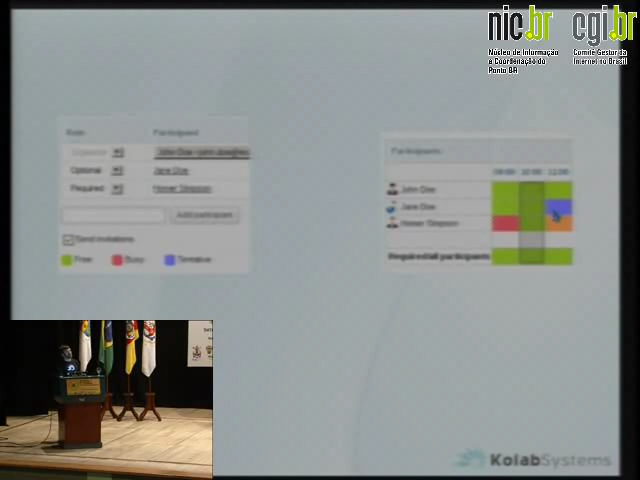 nic.br cgi.br
Núcleo de Informação
e Coordenação do
Ponto BR
Comitê Gestor da
Internet no Brasil
Role Participant
Optional Jane Doe
Required Homer Simpson
Add participant
Send invitations
Free Busy Tentative
Participants
09:00 10:00 11:00
John Doe
Jane Doe
Homer Simpson
Required/all participants
KolabSystems